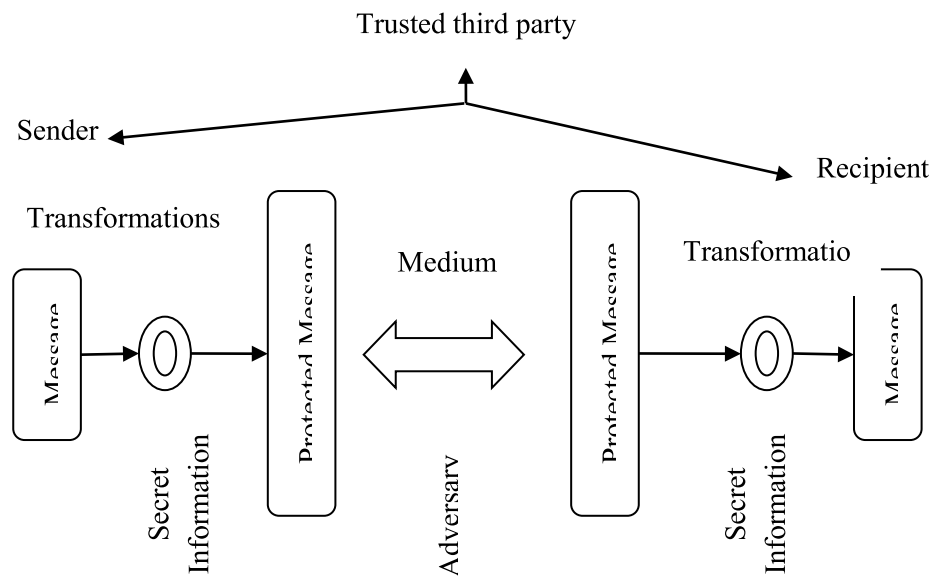 Trusted third party
Sender
Recipient
Transformations
Transformatio
Medium
Message
Protected Message
Protected Message
Message
Secret
Information
Adversary
Secret
Information